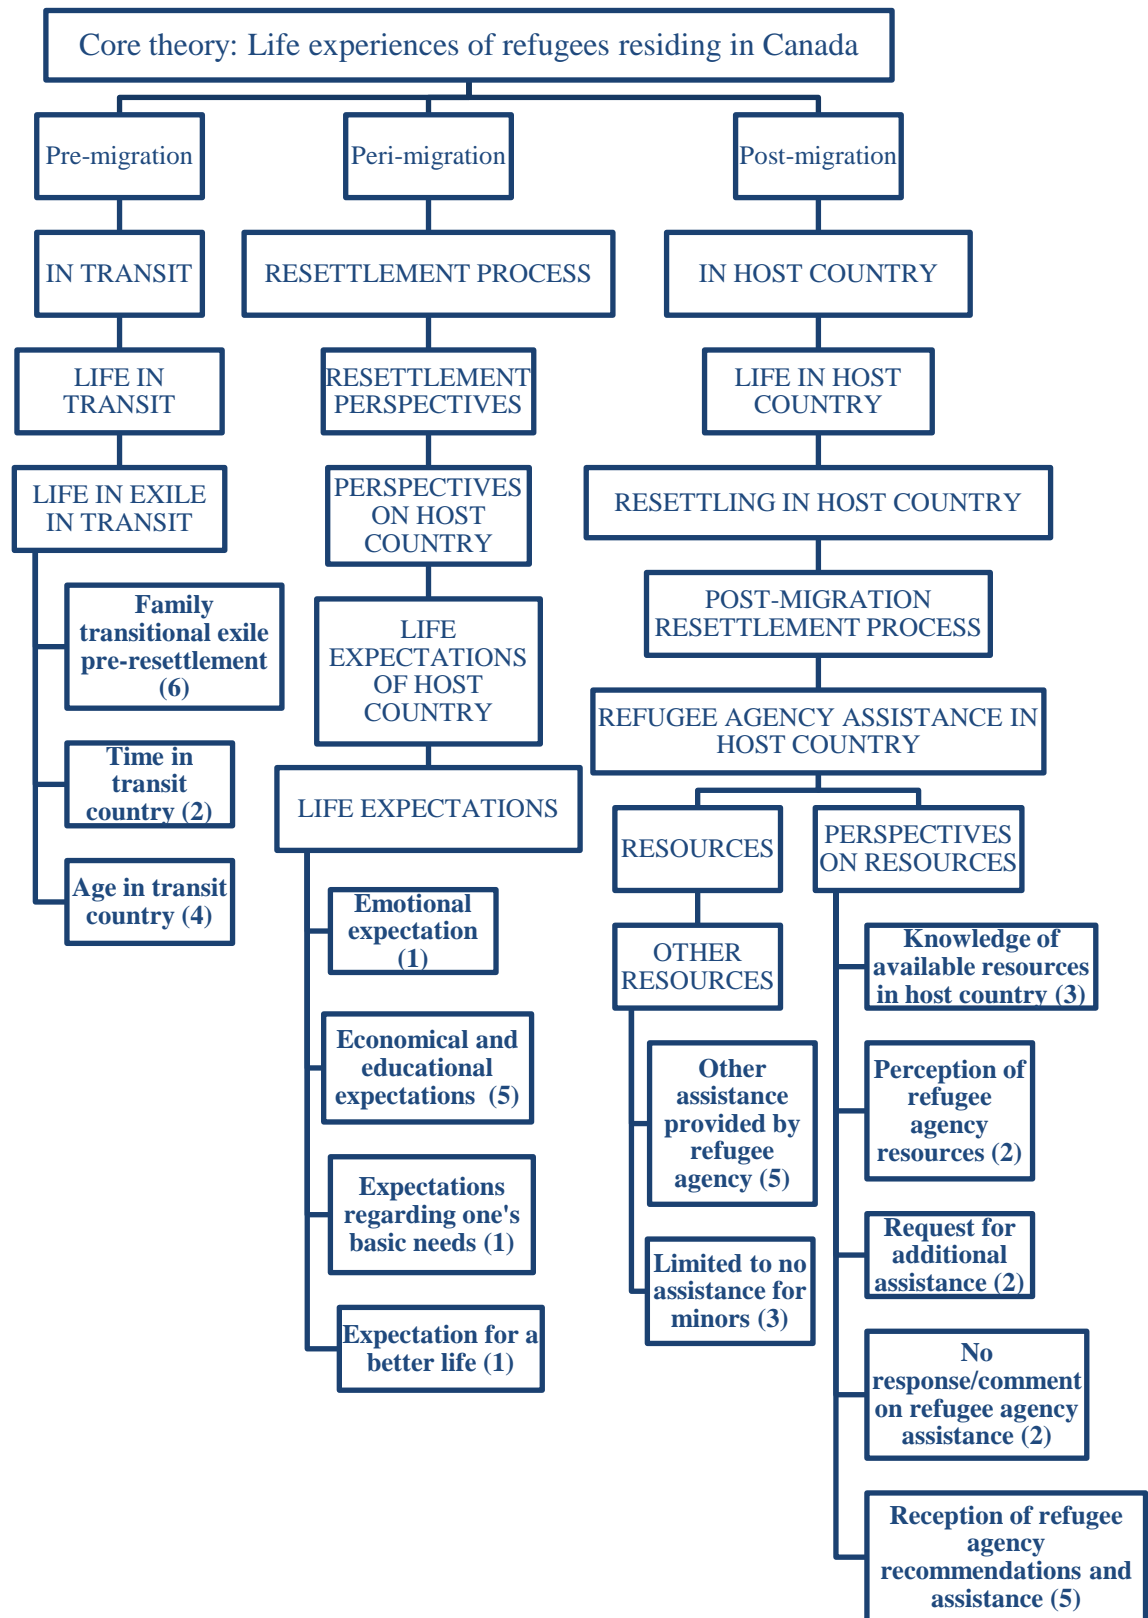 Core theory: Life experiences of refugees residing in Canada
Pre-migration
Peri-migration
Post-migration
IN TRANSIT
RESETTLEMENT PROCESS
IN HOST COUNTRY
LIFE IN
TRANSIT
RESETTLEMENT
PERSPECTIVES
LIFE IN HOST
COUNTRY
LIFE IN EXILE
IN TRANSIT
PERSPECTIVES
ON HOST
COUNTRY
RESETTLING IN HOST COUNTRY
Family
transitional exile
pre-resettlement
(6)
LIFE
EXPECTATIONS
OF HOST
COUNTRY
POST-MIGRATION
RESETTLEMENT PROCESS
REFUGEE AGENCY ASSISTANCE IN
HOST COUNTRY
Time in
transit
country (2)
LIFE EXPECTATIONS
RESOURCES
PERSPECTIVES
ON RESOURCES
Age in transit
country (4)
Emotional
expectation
(1)
OTHER
RESOURCES
Knowledge of
available resources
in host country (3)
Economical and
educational
expectations (5)
Other
assistance
provided by
refugee
agency (5)
Perception of
refugee
agency
resources (2)
Expectations
regarding one's
basic needs (1)
Request for
additional
assistance (2)
Limited to no
assistance for
minors (3)
Expectation for a
better life (1)
No
response/comment
on refugee agency
assistance (2)
Reception of refugee
agency
recommendations and
assistance (5)